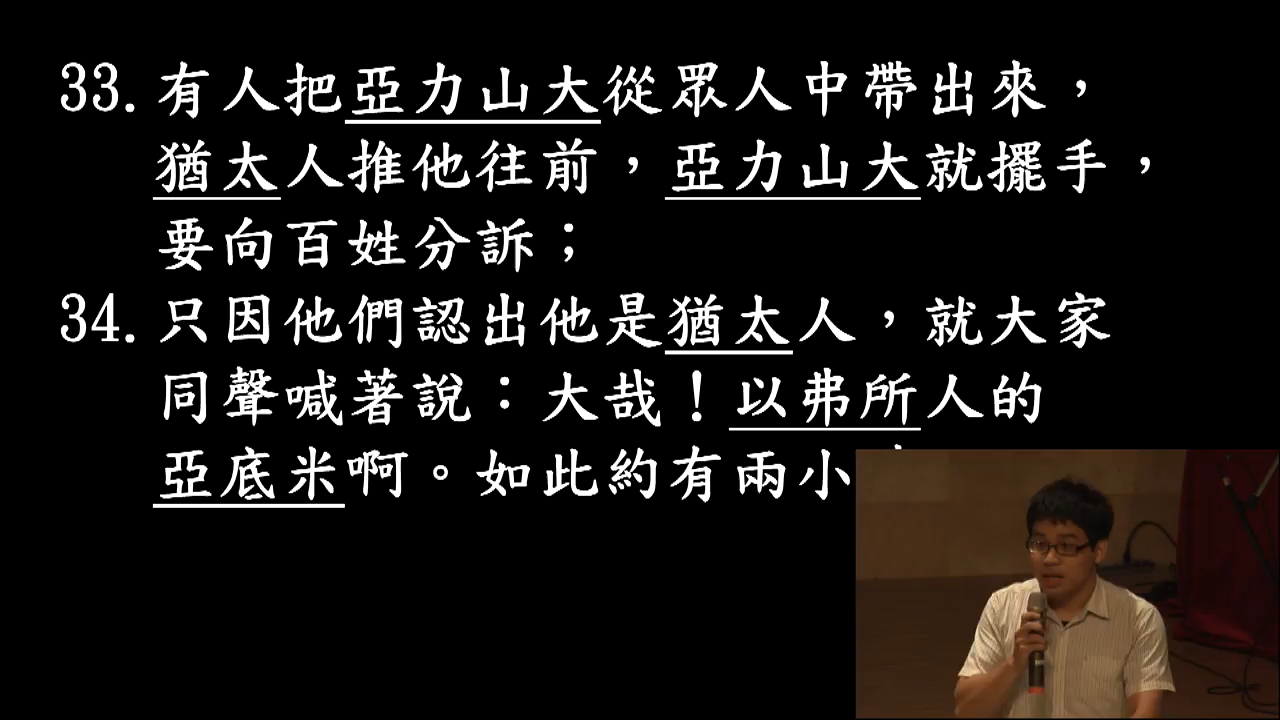 33. 有人把亞力山大從眾人中帶出來，
猶太人推他往前，亞力山大就擺手，
要向百姓分訴；
34. 只因他們認出他是猶太人，就大家
同聲喊著說：大哉！以弗所人的
亞底米啊。如此約有兩小